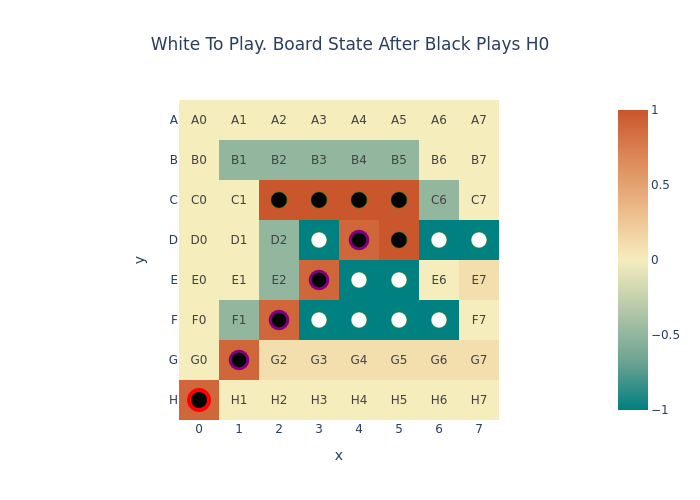 White To Play. Board State After Black Plays H0
A A0 A1 A2 A3 A4 A5 A6 A7
B B0 B1 B2 B3 B4 B5 B6 B7
C C0 C1 C6 C7
D D0 D1 D2
E E0 E1 E2 E6 E7
F F0 F1 F7
G G0 G2 G3 G4 G5 G6 G7
H H1 H2 H3 H4 H5 H6 H7
0 1 2 3 4 5 6 7
x
y
1
0.5
0
−0.5
−1